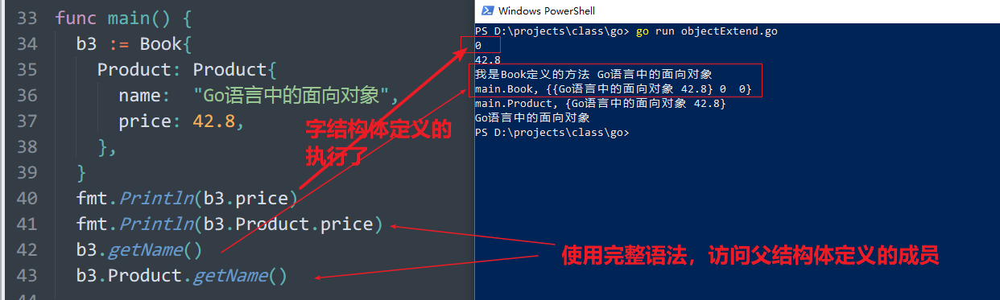 33 func main() {
34 b3 := Book{
35 Product: Product{
36 name: "Go语言中的面向对象",
37 price: 42.8,
38 },
39 }
40 fmt.Println(b3.price)
41 fmt.Println(b3.Product.price)
42 b3.getName()
43 b3.Product.getName()
字结构体定义的
执行了
Windows PowerShell
PS D:\projects\class\go> go run objectExtend.go
0
42.8
我是Book定义的方法 Go语言中的面向对象
main.Book, {{Go语言中的面向对象 42.8} 0  0}
main.Product, {Go语言中的面向对象 42.8}
Go语言中的面向对象
PS D:\projects\class\go>
使用完整语法，访问父结构体定义的成员